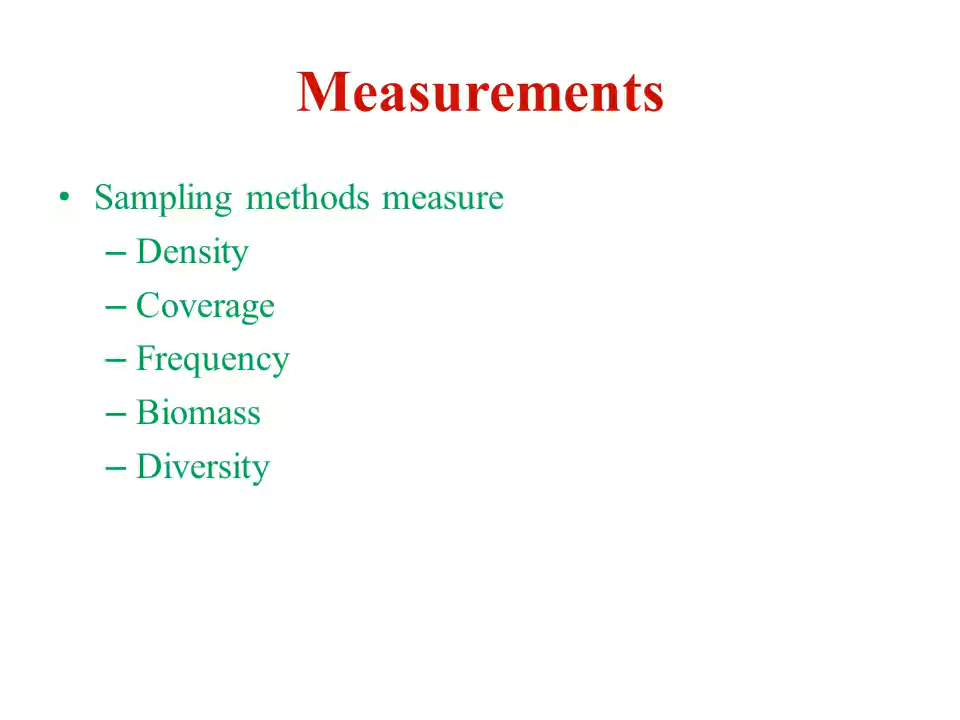 Measurements
• Sampling methods measure
– Density
– Coverage
– Frequency
– Biomass
– Diversity